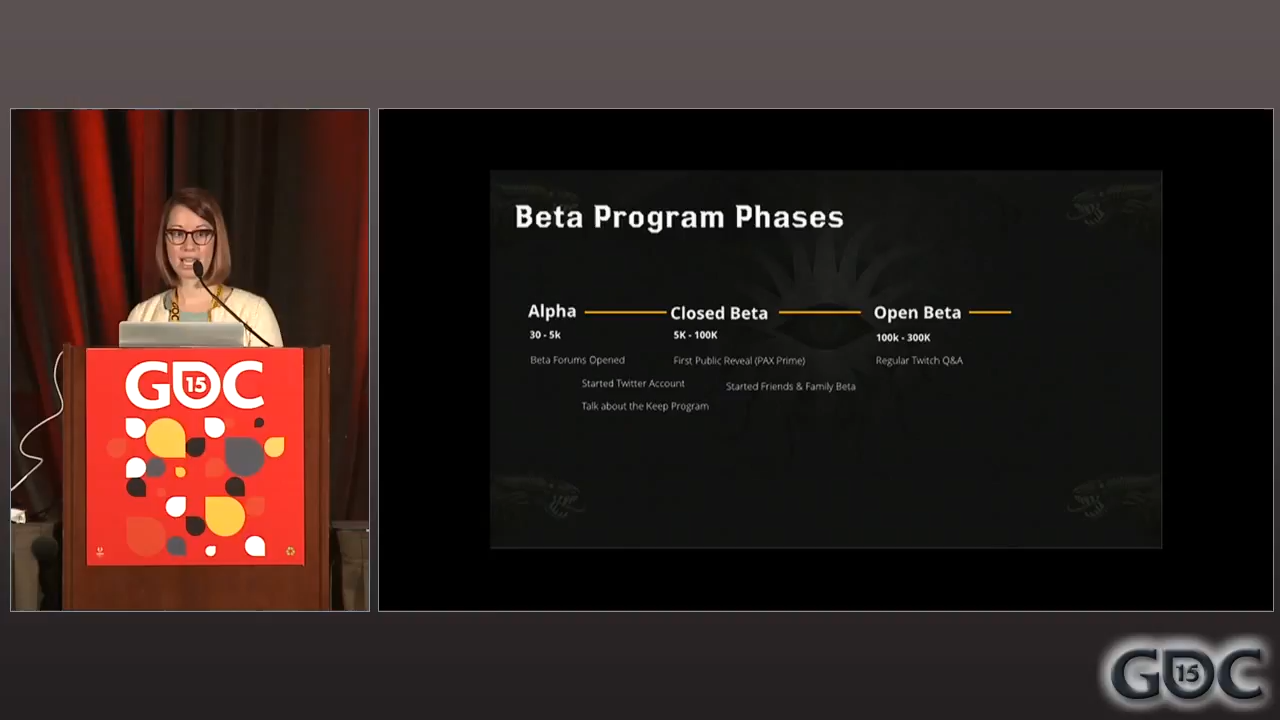 GDC
15
Beta Program Phases
Alpha
Closed Beta
Open Beta
30 - 5k
5K - 100K
100k - 300K
Beta Forums Opened
First Public Reveal (PAX Prime)
Regular Twitch Q&A
Started Twitter Account
Started Friends & Family Beta
Talk about the Keep Program
GDC
15